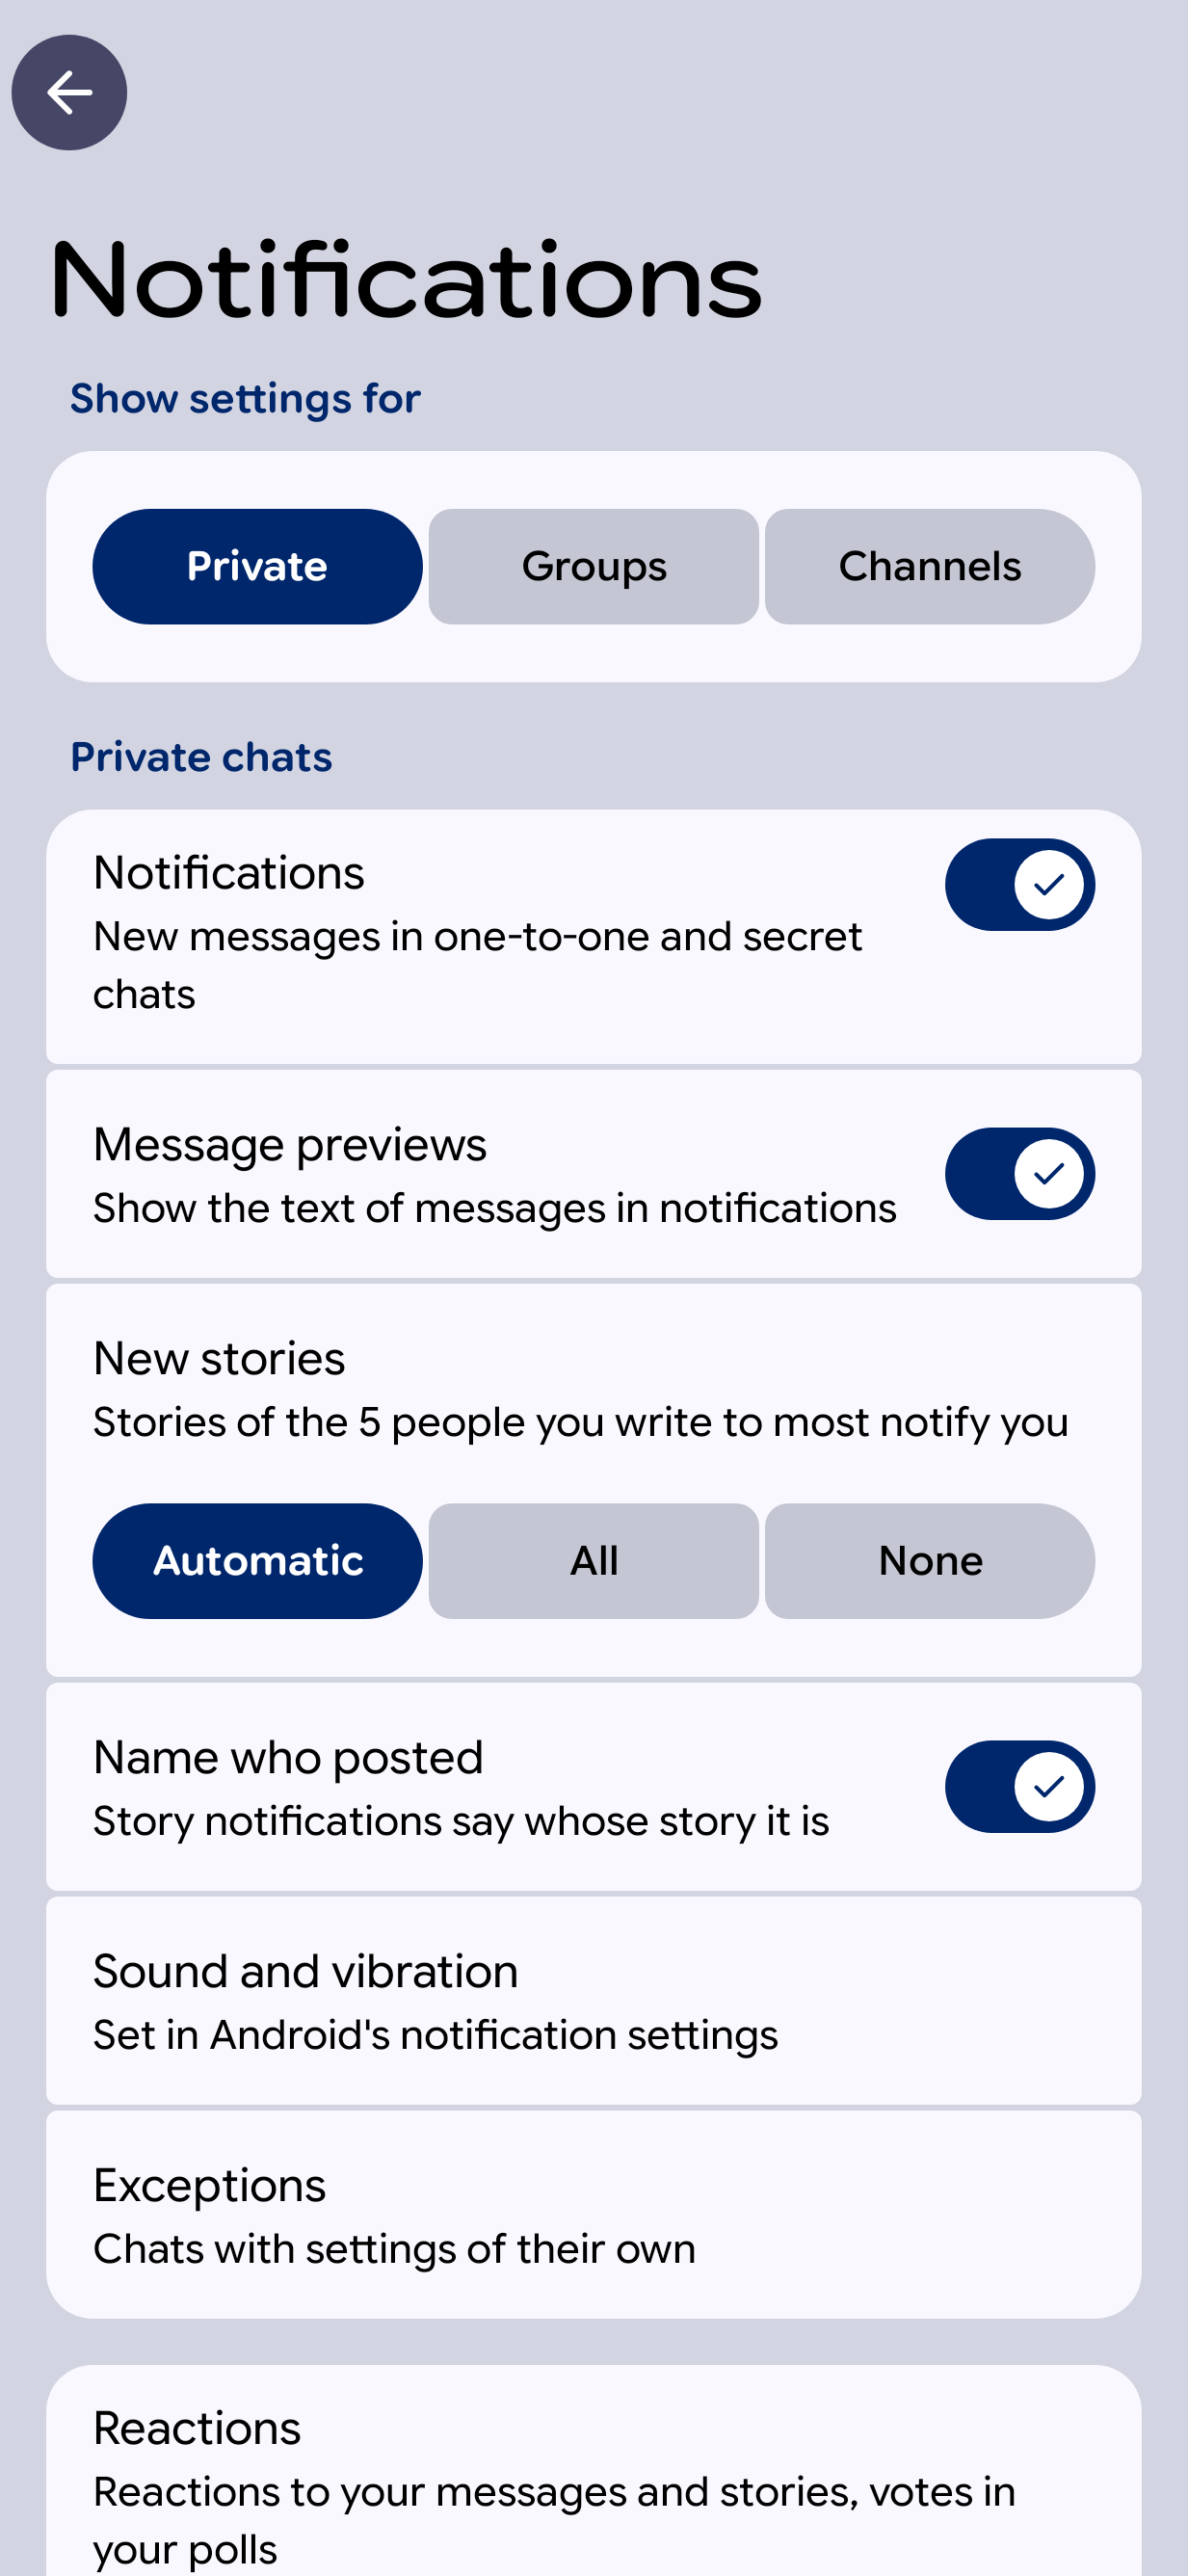 Notifications
Show settings for
Private
Groups
Channels
Private chats
Notifications
New messages in one-to-one and secret
chats
Message previews
Show the text of messages in notifications
New stories
Stories of the 5 people you write to most notify you
Automatic
All
None
Name who posted
Story notifications say whose story it is
Sound and vibration
Set in Android's notification settings
Exceptions
Chats with settings of their own
Reactions
Reactions to your messages and stories, votes in
your polls